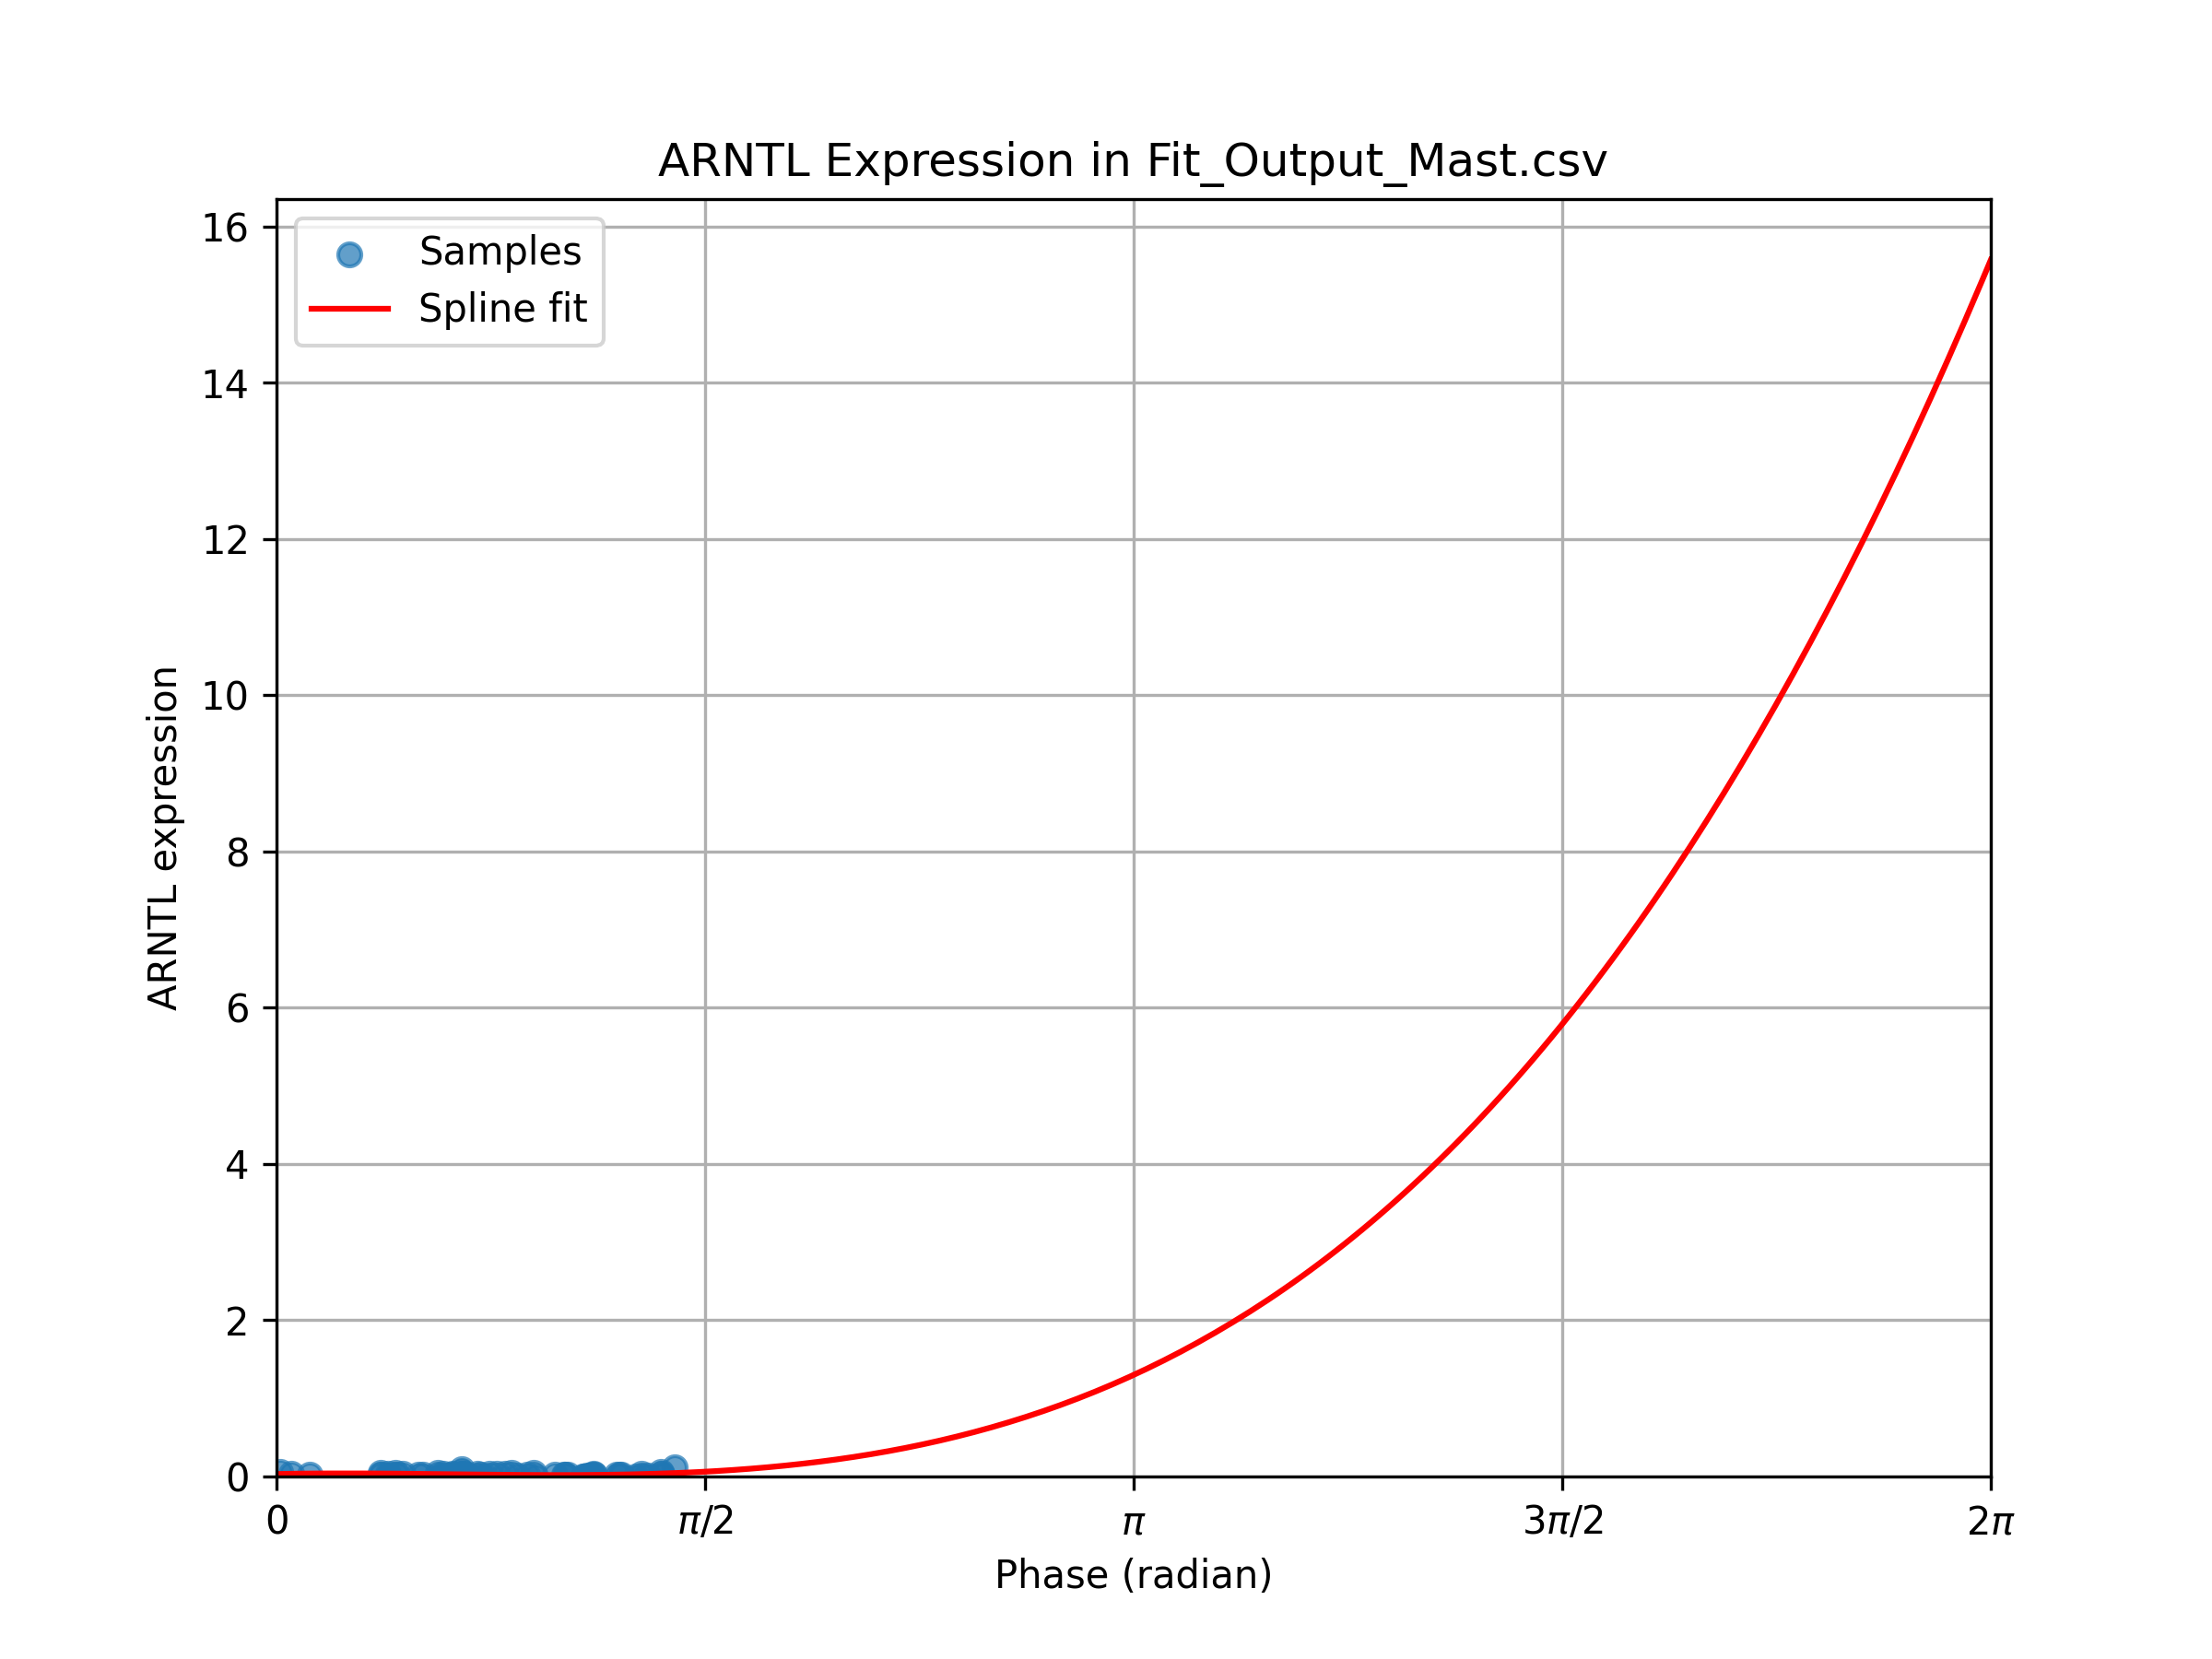 ARNTL Expression in Fit_Output_Mast.csv
Samples
Spline fit
16
14
12
10
8
6
4
2
0
ARNTL expression
0
π/2
π
3π/2
2π
Phase (radian)